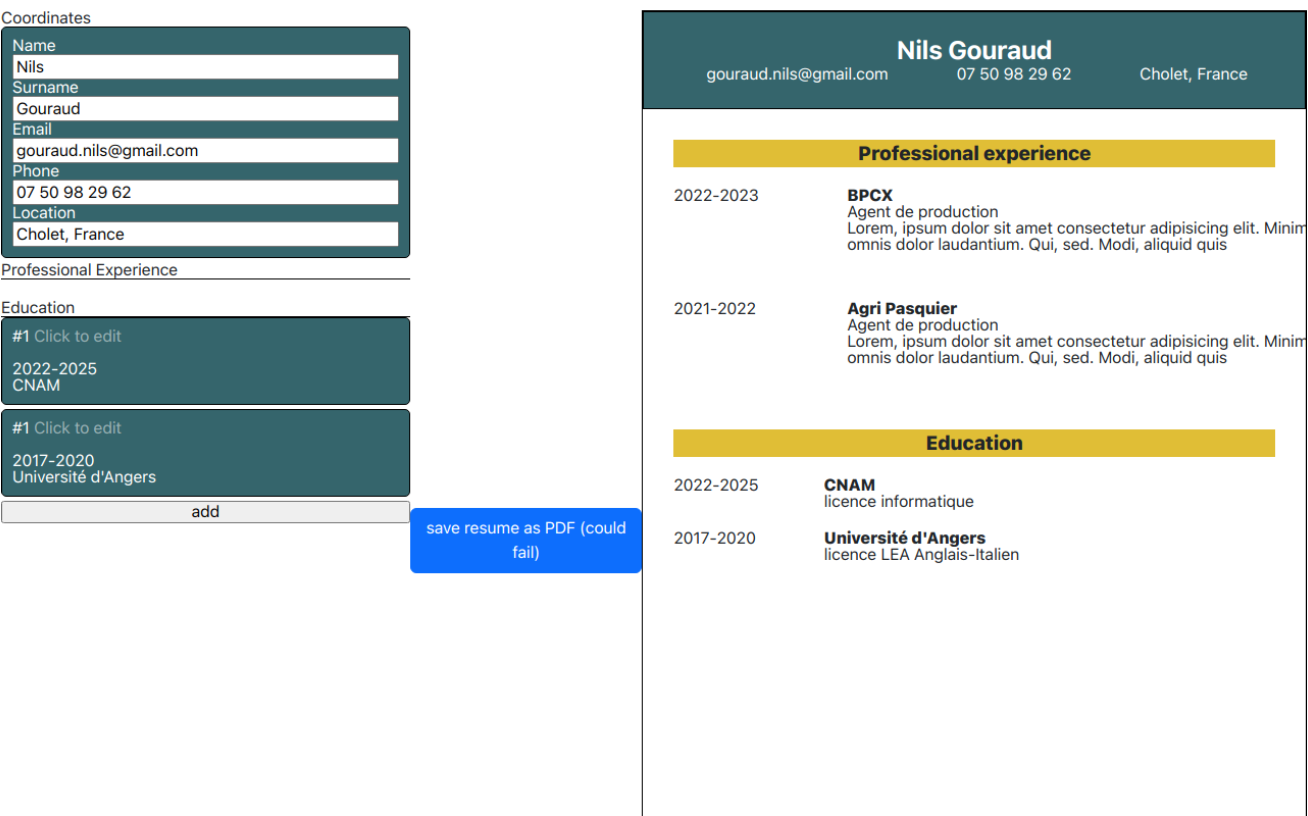 Coordinates
Name
Nils
Surname
Gouraud
Email
gouraud.nils@gmail.com
Phone
07 50 98 29 62
Location
Cholet, France
Professional Experience
Education
#1 Click to edit
2022-2025
CNAM
#1 Click to edit
2017-2020
Université d'Angers
add
save resume as PDF (could
fail)
Nils Gouraud
gouraud.nils@gmail.com 07 50 98 29 62 Cholet, France
Professional experience
2022-2023 BPCX
Agent de production
Lorem, ipsum dolor sit amet consectetur adipisicing elit. Minim
omnis dolor laudantium. Qui, sed. Modi, aliquid quis
2021-2022 Agri Pasquier
Agent de production
Lorem, ipsum dolor sit amet consectetur adipisicing elit. Minim
omnis dolor laudantium. Qui, sed. Modi, aliquid quis
Education
2022-2025 CNAM
licence informatique
2017-2020 Université d'Angers
licence LEA Anglais-Italien